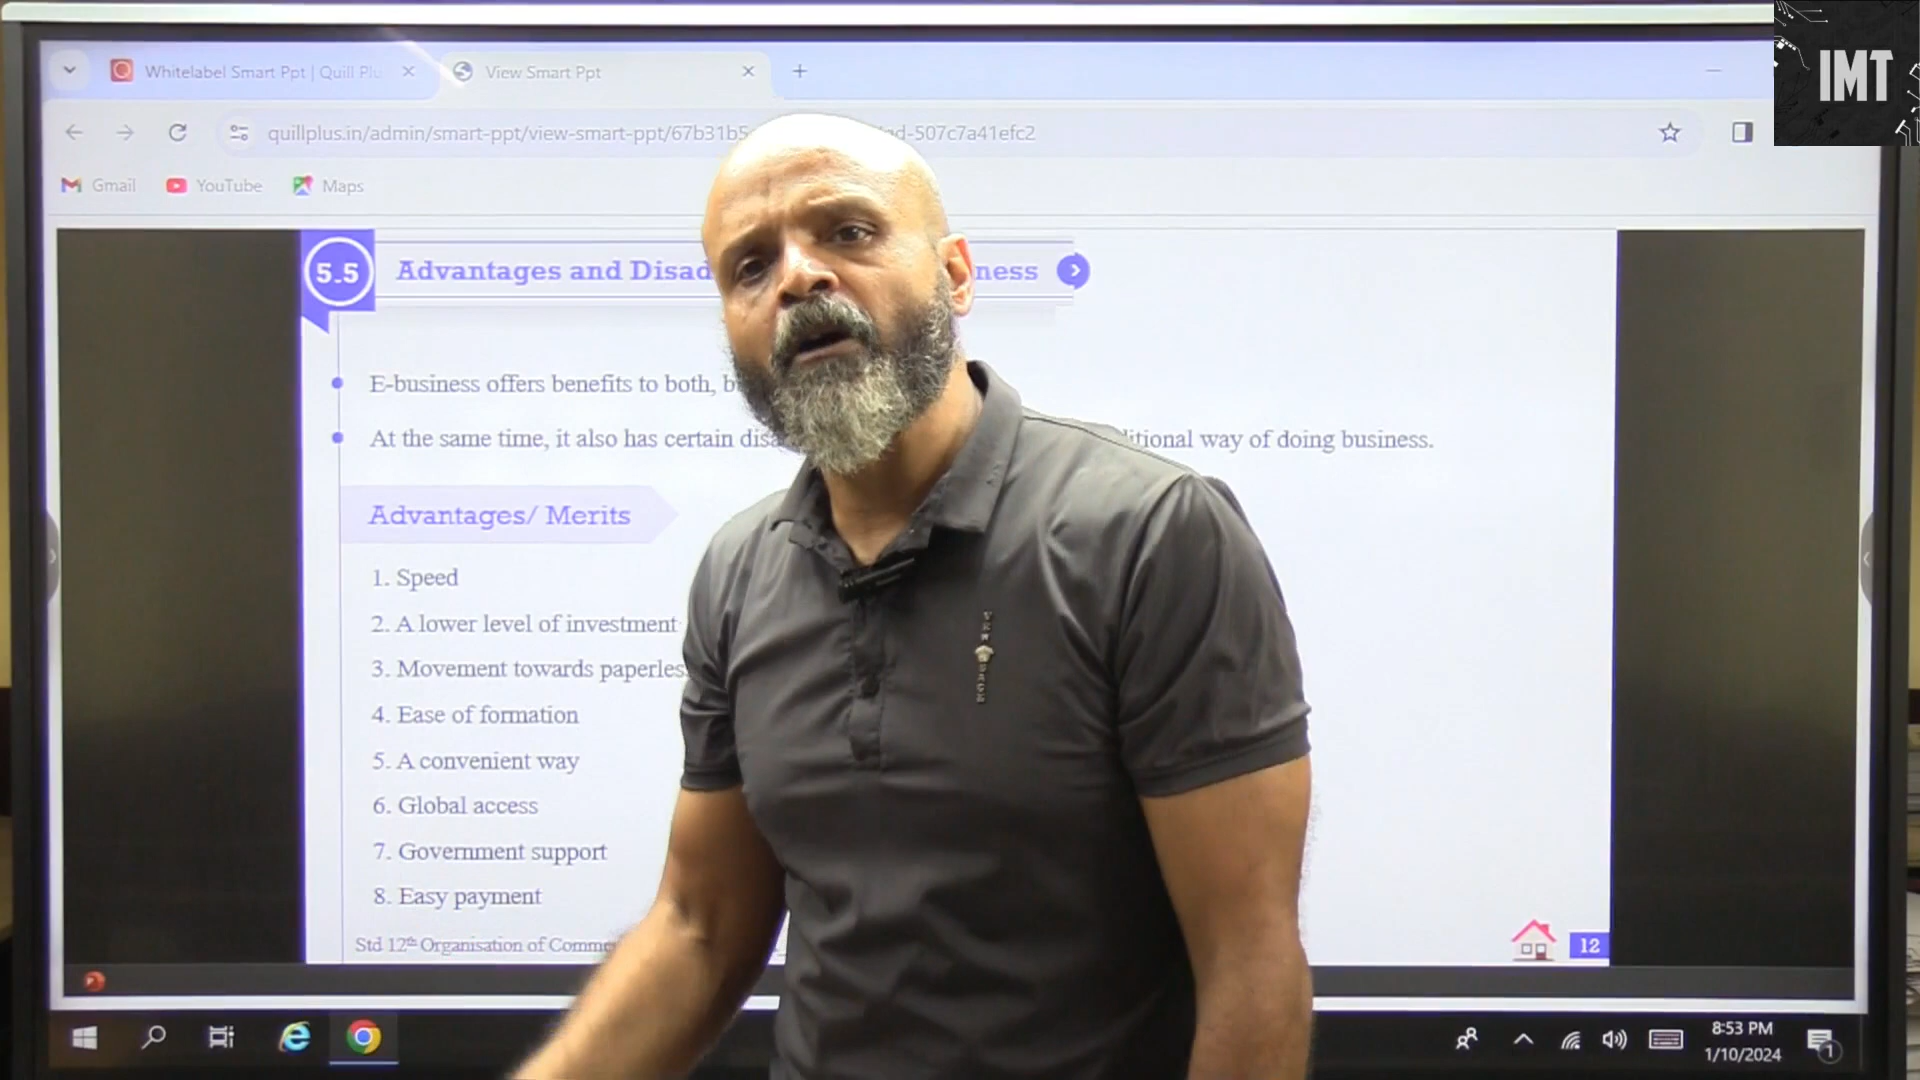 IMT
Whitelabel Smart Ppt | Quill Plu
View Smart Ppt
quillplus.in/admin/smart-ppt/view-smart-ppt/67b31b5 ad-507c7a41efc2
Gmail YouTube Maps
5.5 Advantages and Disad ness
E-business offers benefits to both, b
At the same time, it also has certain disa ditional way of doing business.
Advantages/ Merits
1. Speed
2. A lower level of investment
3. Movement towards paperles
4. Ease of formation
5. A convenient way
6. Global access
7. Government support
8. Easy payment
Std 12th Organisation of Comme
12
8:53 PM
1/10/2024
1